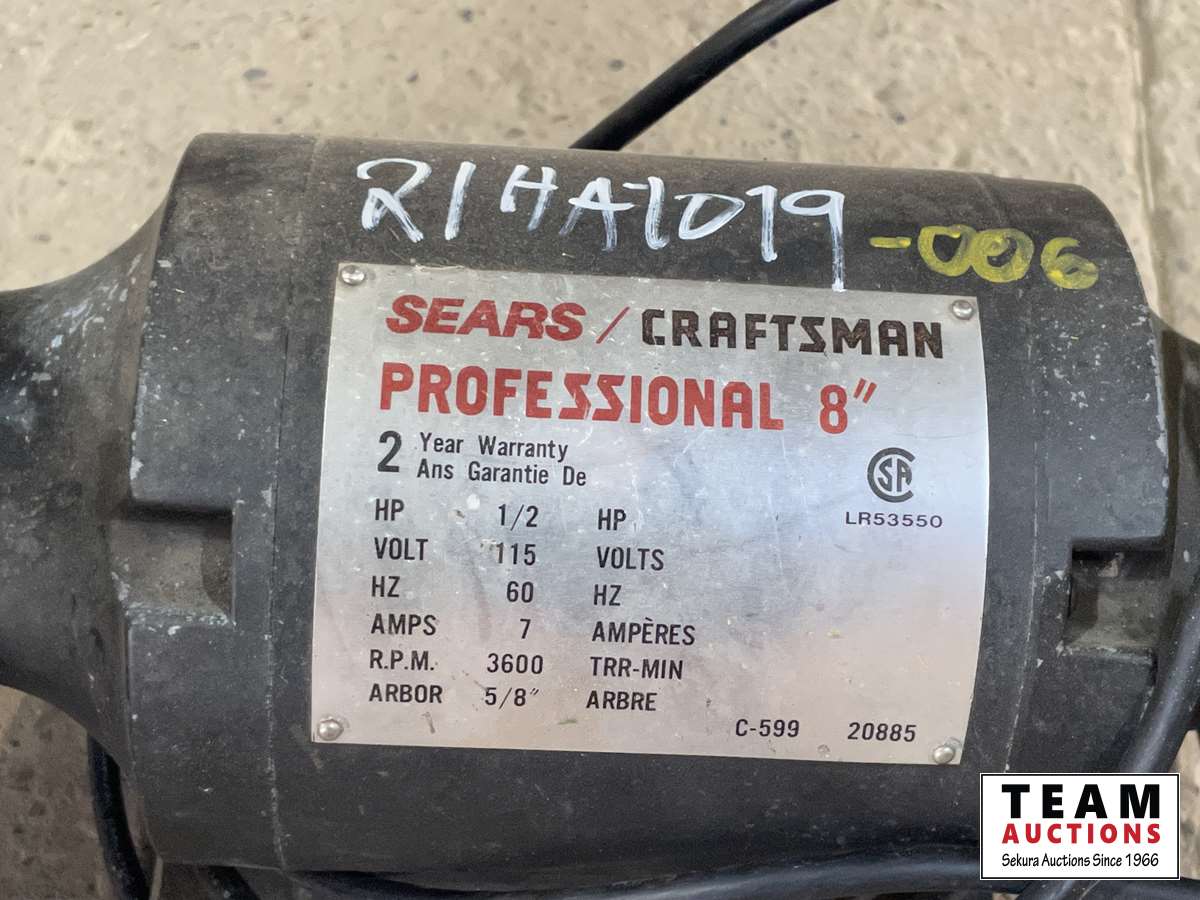 R1HA1019-006
SEARS / CRAFTSMAN
PROFESSIONAL 8"
2 Year Warranty
Ans Garantie De
HP 1/2 HP
VOLT 115 VOLTS
HZ 60 HZ
AMPS 7 AMPÈRES
R.P.M. 3600 TRR-MIN
ARBOR 5/8" ARBRE
CSA
LR53550
C-599 20885
TEAM
AUCTIONS
Sekura Auctions Since 1966